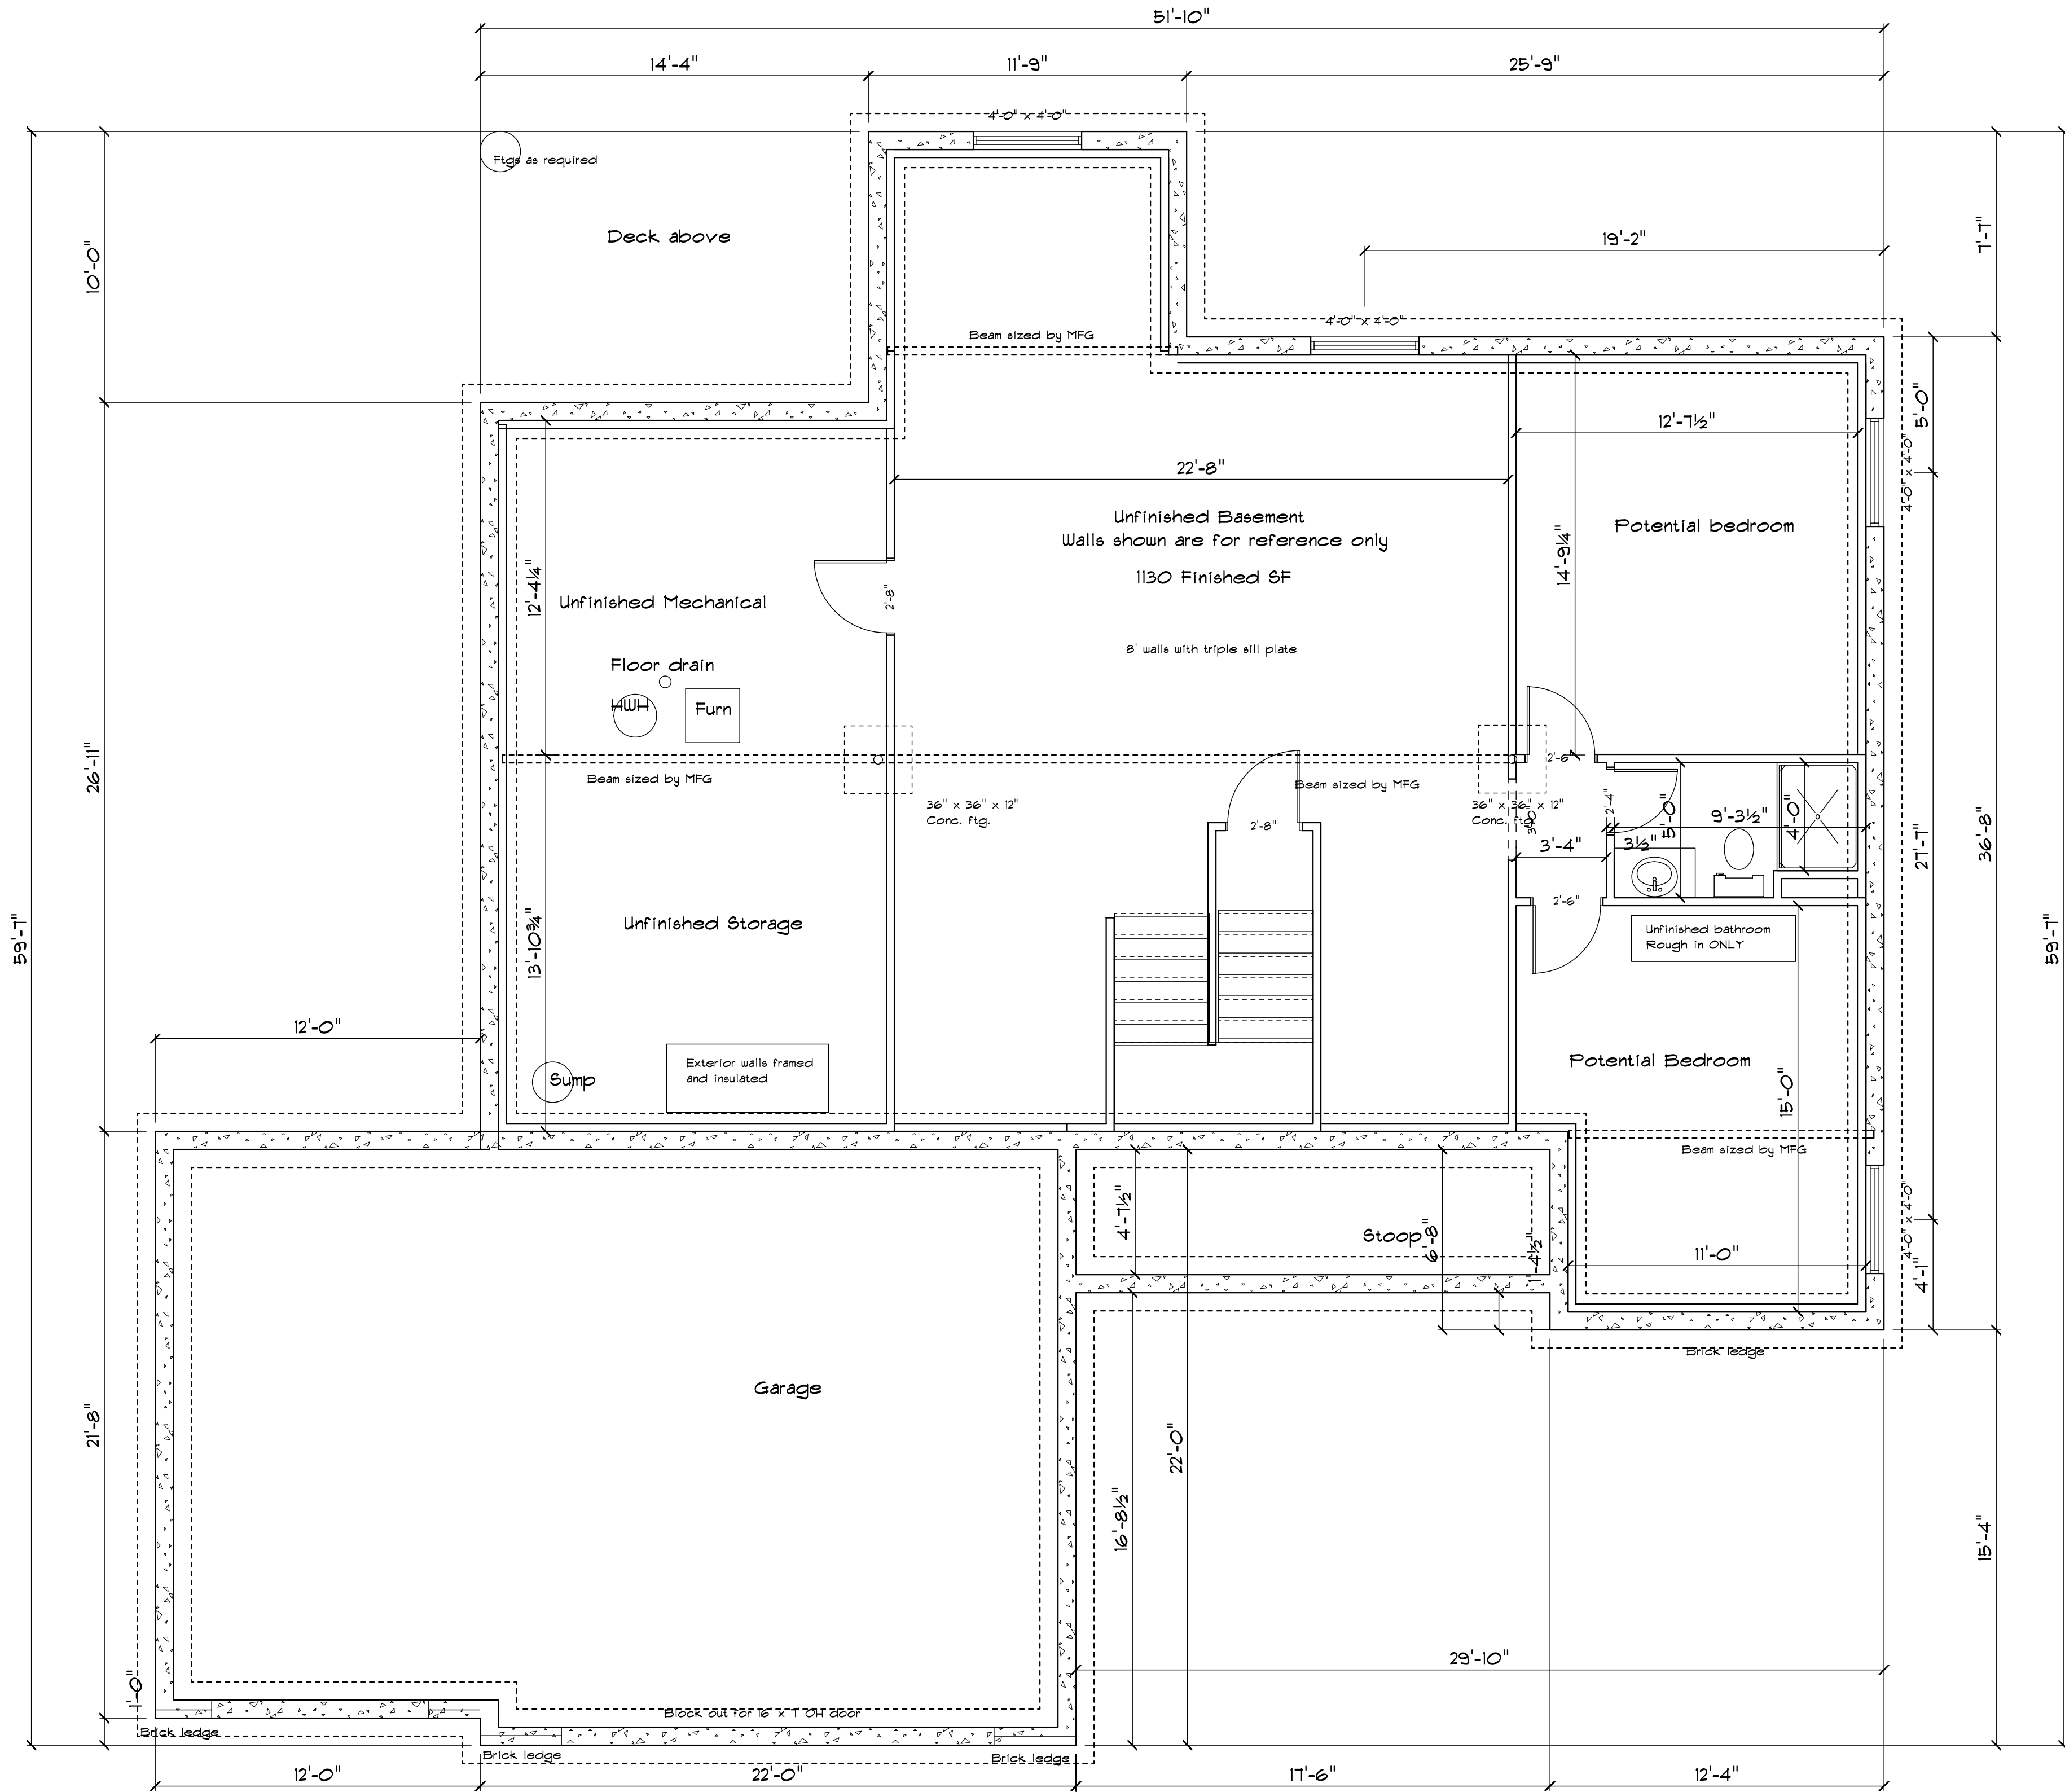 51'-10"
14'-4"
11'-9"
25'-9"
4'-0" x 4'-0"
Ftgs as required
Deck above
10'-0"
7'-7"
19'-2"
4'-0" x 4'-0"
Beam sized by MFG
5'-0"
4'-0" x 4'-0"
12'-7½"
22'-8"
Unfinished Basement
Walls shown are for reference only
1130 Finished SF
Potential bedroom
14'-9¼"
12'-4¼"
Unfinished Mechanical
2'-8"
8' walls with triple sill plate
Floor drain
HWH
Furn
26'-11"
Beam sized by MFG
Beam sized by MFG
2'-6"
36" x 36" x 12"
Conc. ftg.
36" x 36" x 12"
Conc. ftg.
3'-0"
2'-4"
2'-8"
5'-0"
9'-3½"
4'-0"
3'-4"
3½"
27'-7"
36'-8"
2'-6"
59'-7"
59'-7"
Unfinished Storage
13'-10¾"
Unfinished bathroom
Rough in ONLY
12'-0"
Sump
Exterior walls framed
and insulated
Potential Bedroom
15'-0"
Beam sized by MFG
4'-7½"
Stoop
6'-8"
1'-4½"
11'-0"
4'-0" x 4'-0"
4'-1"
Brick ledge
Garage
21'-8"
22'-0"
16'-8½"
15'-4"
29'-10"
1'-0"
Block out for 16' x 7' OH door
Brick ledge
Brick ledge
Brick ledge
12'-0"
22'-0"
17'-6"
12'-4"